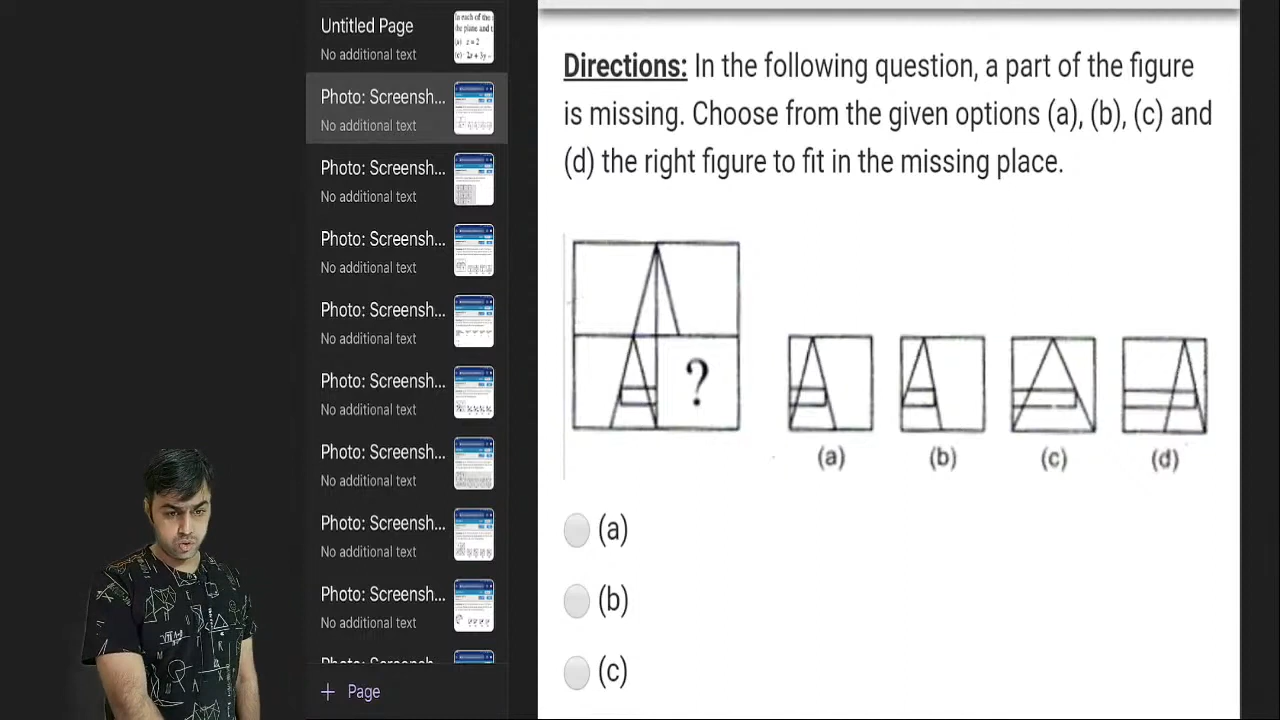 Untitled Page
No additional text
Photo: Screensh...
No additional text
Photo: Screensh...
No additional text
Photo: Screensh...
No additional text
Photo: Screensh...
No additional text
Photo: Screensh...
No additional text
Photo: Screensh...
No additional text
Photo: Screensh...
No additional text
Photo: Screensh...
No additional text
+ Page
Directions: In the following question, a part of the figure
is missing. Choose from the given options (a), (b), (c) and
(d) the right figure to fit in the missing place.
?
(a) (b) (c) (d)
(a)
(b)
(c)